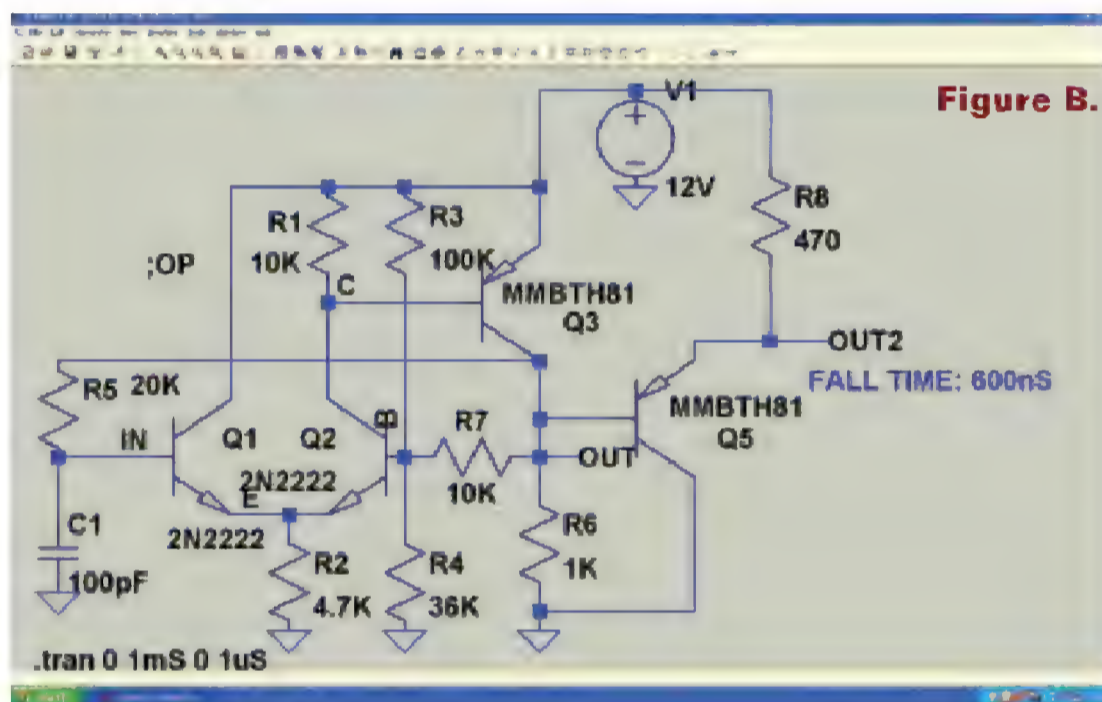 Figure B.
V1
12V
R1
10K
R3
100K
R8
470
;OP
C
MMBTH81
Q3
OUT2
FALL TIME: 600nS
R5
20K
IN
Q1
Q2
B
R7
10K
OUT
MMBTH81
Q5
2N2222
E
2N2222
C1
100pF
R2
4.7K
R4
36K
R6
1K
.tran 0 1mS 0 1uS